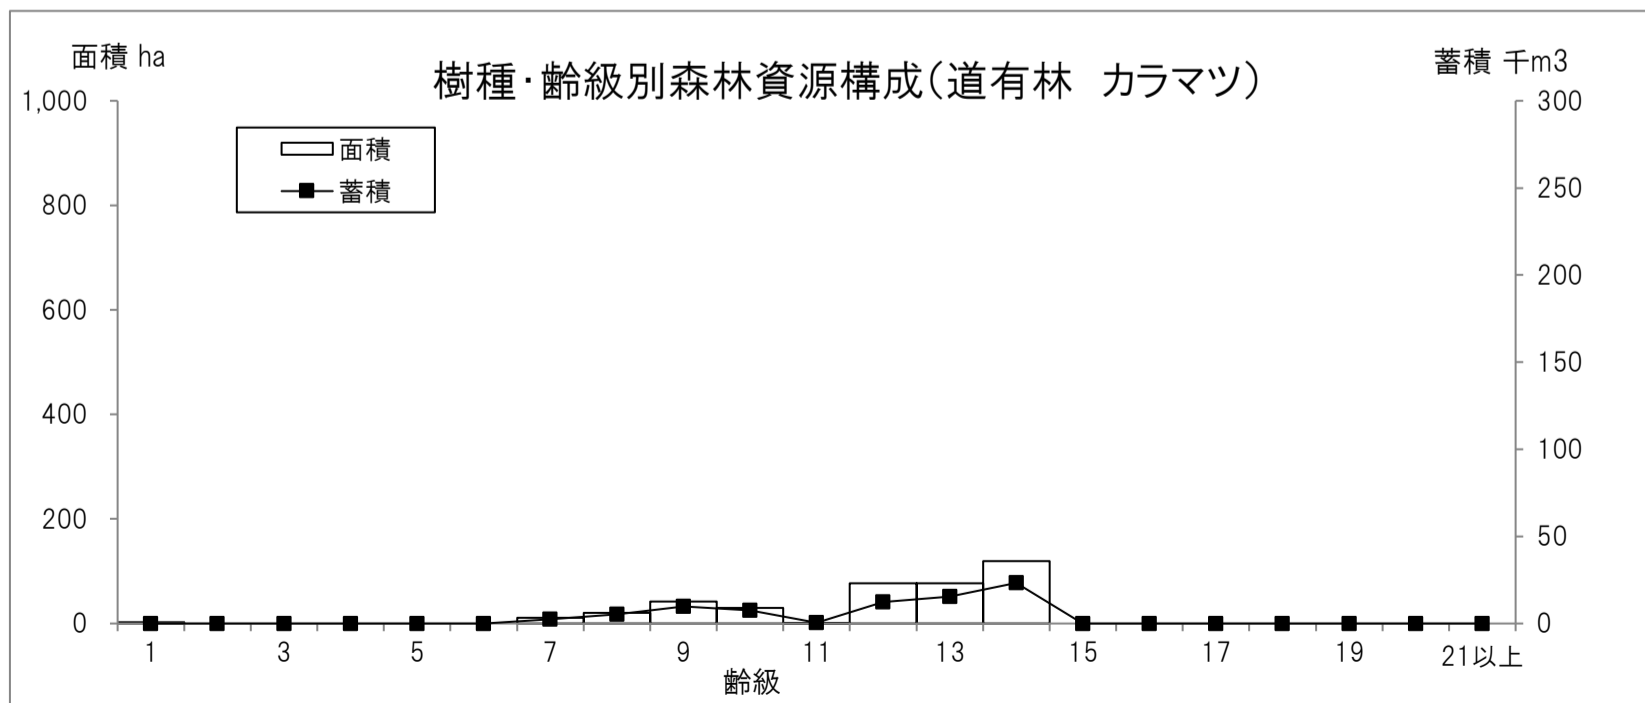 面積 ha
樹種・齢級別森林資源構成（道有林　カラマツ）
蓄積 千m3
面積
蓄積
1,000
800
600
400
200
0
300
250
200
150
100
50
0
1 3 5 7 9 11 13 15 17 19 21以上
齢級